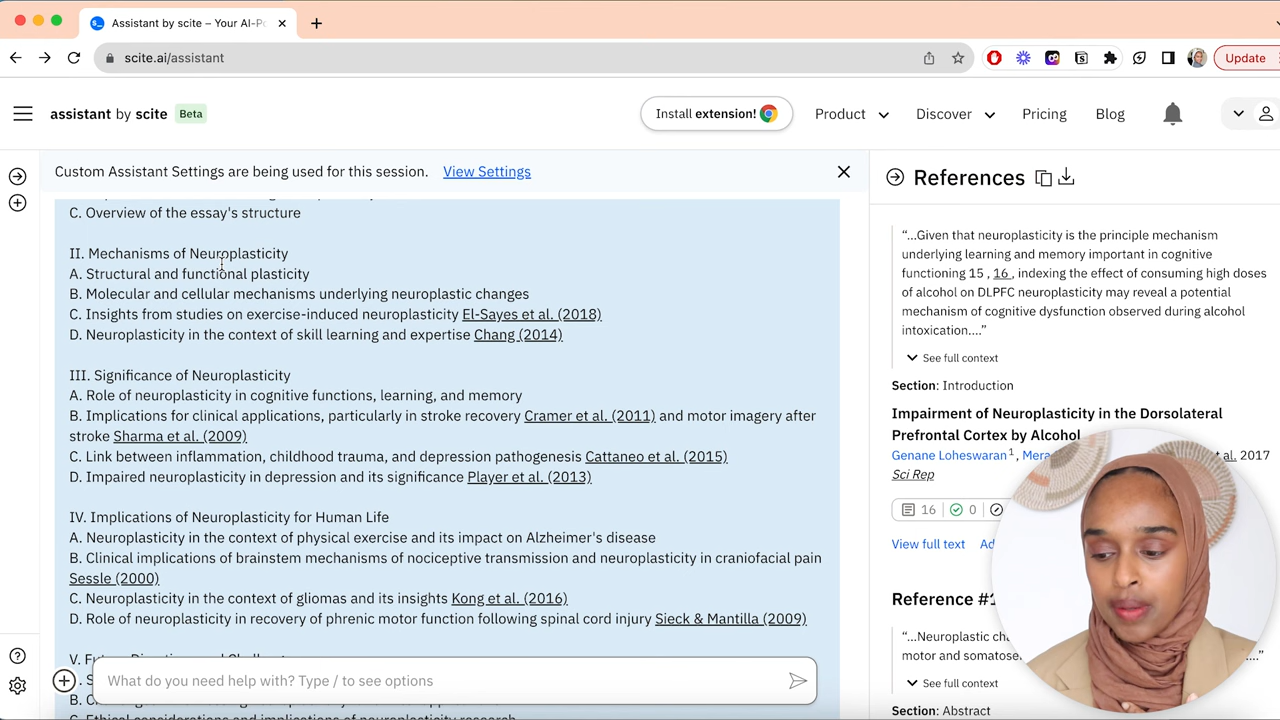 Assistant by scite – Your AI-P
scite.ai/assistant
Update
assistant by scite Beta
Install extension!
Product
Discover
Pricing
Blog
Custom Assistant Settings are being used for this session. View Settings
C. Overview of the essay's structure
II. Mechanisms of Neuroplasticity
A. Structural and functional plasticity
B. Molecular and cellular mechanisms underlying neuroplastic changes
C. Insights from studies on exercise-induced neuroplasticity El-Sayes et al. (2018)
D. Neuroplasticity in the context of skill learning and expertise Chang (2014)
III. Significance of Neuroplasticity
A. Role of neuroplasticity in cognitive functions, learning, and memory
B. Implications for clinical applications, particularly in stroke recovery Cramer et al. (2011) and motor imagery after
stroke Sharma et al. (2009)
C. Link between inflammation, childhood trauma, and depression pathogenesis Cattaneo et al. (2015)
D. Impaired neuroplasticity in depression and its significance Player et al. (2013)
IV. Implications of Neuroplasticity for Human Life
A. Neuroplasticity in the context of physical exercise and its impact on Alzheimer's disease
B. Clinical implications of brainstem mechanisms of nociceptive transmission and neuroplasticity in craniofacial pain
Sessle (2000)
C. Neuroplasticity in the context of gliomas and its insights Kong et al. (2016)
D. Role of neuroplasticity in recovery of phrenic motor function following spinal cord injury Sieck & Mantilla (2009)
What do you need help with? Type / to see options
References
“...Given that neuroplasticity is the principle mechanism
underlying learning and memory important in cognitive
functioning 15 , 16 , indexing the effect of consuming high doses
of alcohol on DLPFC neuroplasticity may reveal a potential
mechanism of cognitive dysfunction observed during alcohol
intoxication....”
See full context
Section: Introduction
Impairment of Neuroplasticity in the Dorsolateral
Prefrontal Cortex by Alcohol
Genane Loheswaran1, Mera al. 2017
Sci Rep
16 0
View full text Ad
Reference #1
“...Neuroplastic ch
motor and somatose ....”
See full context
Section: Abstract